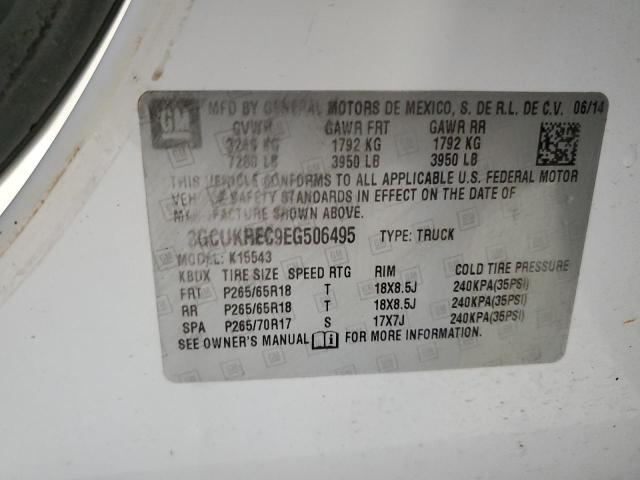 GM
MFD BY GENERAL MOTORS DE MEXICO, S. DE R.L. DE C.V. 06/14
GVWR GAWR FRT GAWR RR
KG 1792 KG 1792 KG
LB 3950 LB 3950 LB
THIS VEHICLE CONFORMS TO ALL APPLICABLE U.S. FEDERAL MOTOR
VEHICLE SAFETY STANDARDS IN EFFECT ON THE DATE OF
MANUFACTURE SHOWN ABOVE.
3GCUKREC9EG506495 TYPE: TRUCK
MODEL: K15543
KBUX TIRE SIZE SPEED RTG RIM COLD TIRE PRESSURE
FRT P265/65R18 T 18X8.5J 240KPA(35PSI)
RR P265/65R18 T 18X8.5J 240KPA(35PSI)
SPA P265/70R17 S 17X7J 240KPA(35PSI)
SEE OWNER'S MANUAL FOR MORE INFORMATION.